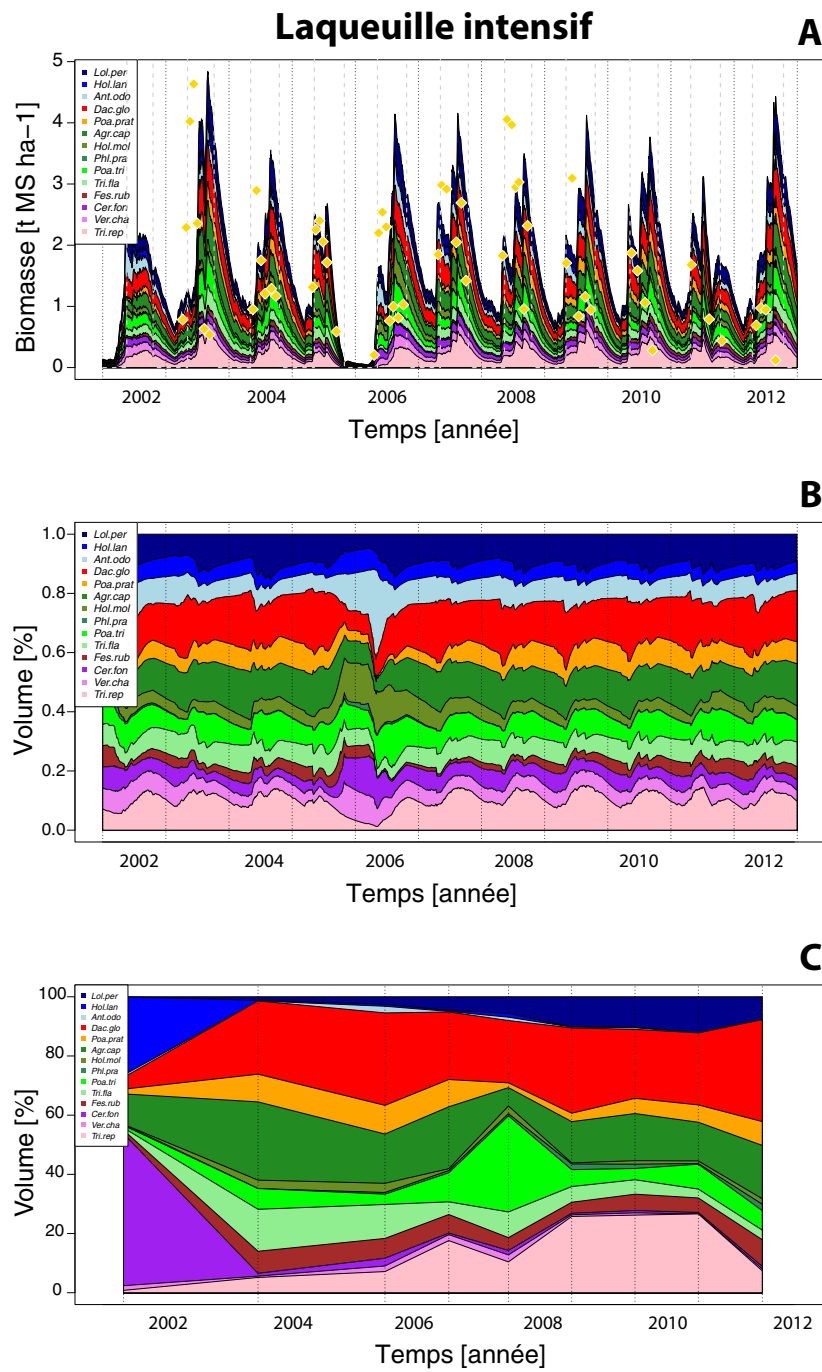 Laqueuille intensif
A
Biomasse [t MS ha−1]
5
4
3
2
1
0
Lol.per
Hol.lan
Ant.odo
Dac.glo
Poa.prat
Agr.cap
Hol.mol
Phl.pra
Poa.tri
Tri.fla
Fes.rub
Cer.fon
Ver.cha
Tri.rep
2002 2004 2006 2008 2010 2012
Temps [année]
B
Volume [%]
1.0
0.8
0.6
0.4
0.2
0.0
Lol.per
Hol.lan
Ant.odo
Dac.glo
Poa.prat
Agr.cap
Hol.mol
Phl.pra
Poa.tri
Tri.fla
Fes.rub
Cer.fon
Ver.cha
Tri.rep
2002 2004 2006 2008 2010 2012
Temps [année]
C
Volume [%]
100
80
60
40
20
0
Lol.per
Hol.lan
Ant.odo
Dac.glo
Poa.prat
Agr.cap
Hol.mol
Phl.pra
Poa.tri
Tri.fla
Fes.rub
Cer.fon
Ver.cha
Tri.rep
2002 2004 2006 2008 2010 2012
Temps [année]